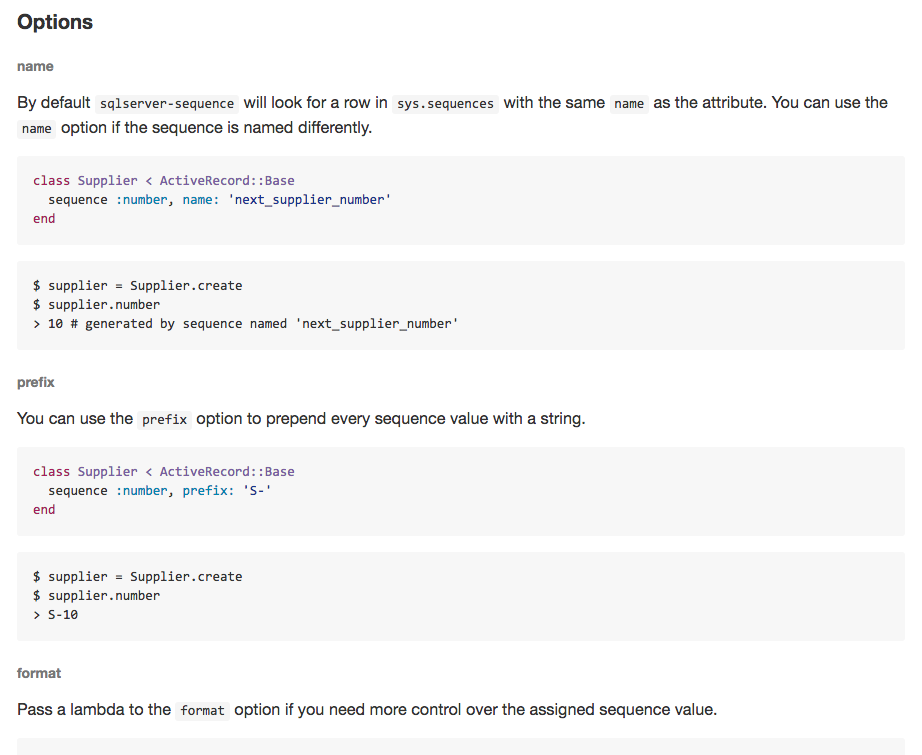 Options
name
By default sqlserver-sequence will look for a row in sys.sequences with the same name as the attribute. You can use the
name option if the sequence is named differently.
class Supplier < ActiveRecord::Base
  sequence :number, name: 'next_supplier_number'
end
$ supplier = Supplier.create
$ supplier.number
> 10 # generated by sequence named 'next_supplier_number'
prefix
You can use the prefix option to prepend every sequence value with a string.
class Supplier < ActiveRecord::Base
  sequence :number, prefix: 'S-'
end
$ supplier = Supplier.create
$ supplier.number
> S-10
format
Pass a lambda to the format option if you need more control over the assigned sequence value.